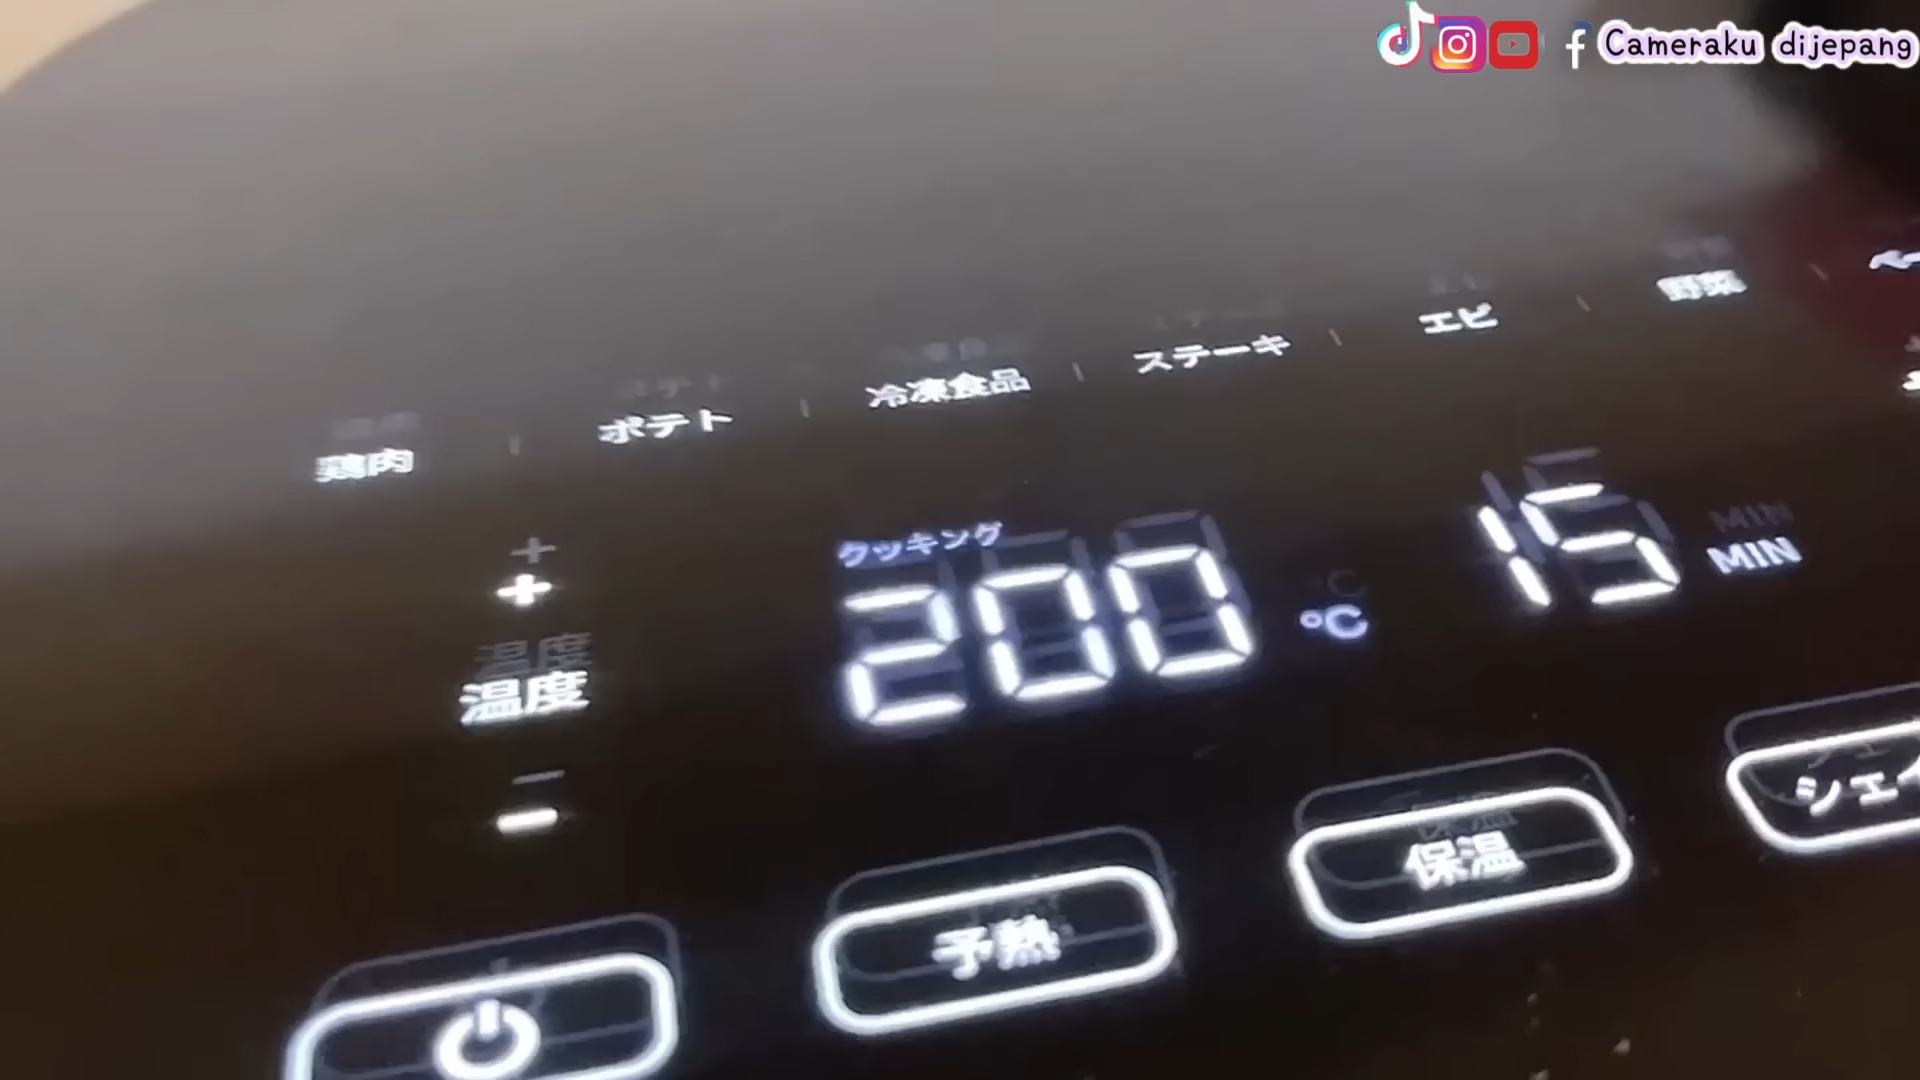 Cameraku dijepang
鶏肉 ポテト 冷凍食品 ステーキ エビ 野菜
+
温度
-
クッキング
200 °C 15 MIN
予熱 保温